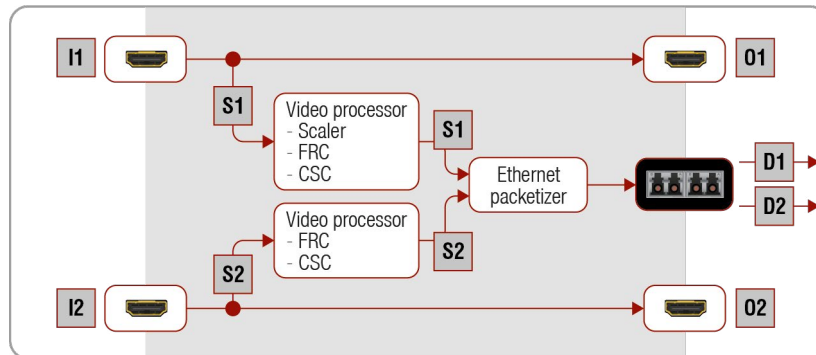 I1
O1
S1
Video processor
- Scaler
- FRC
- CSC
S1
Ethernet
packetizer
D1
D2
Video processor
- FRC
- CSC
S2
S2
I2
O2